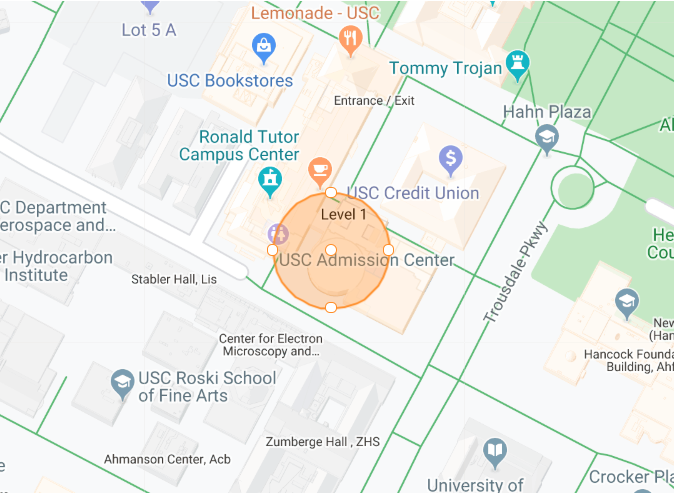 Lemonade - USC
Lot 5 A
USC Bookstores
Tommy Trojan
Entrance / Exit
Hahn Plaza
Al
Ronald Tutor
Campus Center
$
USC Credit Union
C Department
erospace and...
Level 1
He
Cou
er Hydrocarbon
Institute
USC Admission Center
Stabler Hall, Lis
Trousdale Pkwy
New
(Han
Center for Electron
Microscopy and...
Hancock Founda
Building, Ahf
USC Roski School
of Fine Arts
Zumberge Hall , ZHS
Ahmanson Center, Acb
e
University of
Crocker Pla